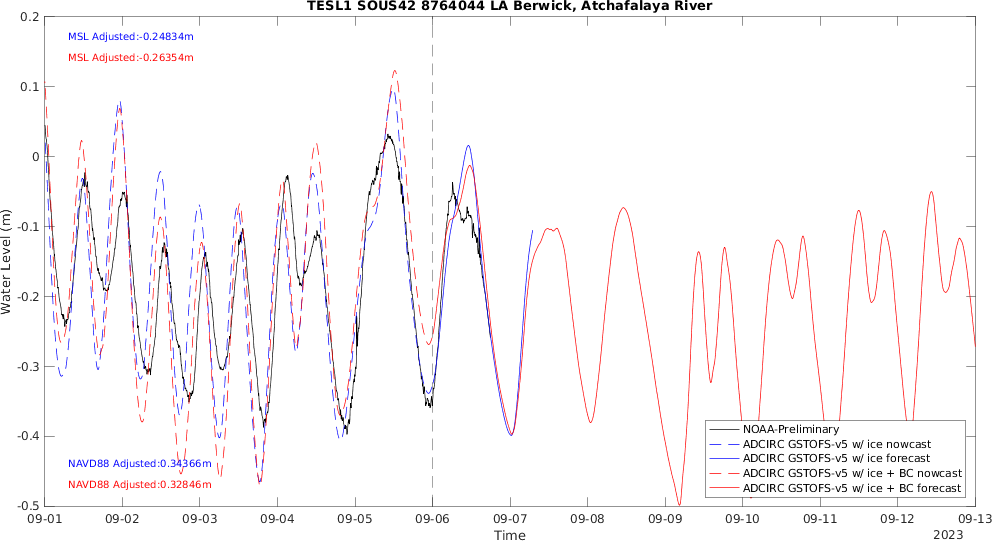 TESL1 SOUS42 8764044 LA Berwick, Atchafalaya River
MSL Adjusted:-0.24834m
MSL Adjusted:-0.26354m
NAVD88 Adjusted:0.34366m
NAVD88 Adjusted:0.32846m
Water Level (m)
0.2
0.1
0
-0.1
-0.2
-0.3
-0.4
-0.5
NOAA-Preliminary
ADCIRC GSTOFS-v5 w/ ice nowcast
ADCIRC GSTOFS-v5 w/ ice forecast
ADCIRC GSTOFS-v5 w/ ice + BC nowcast
ADCIRC GSTOFS-v5 w/ ice + BC forecast
09-01 09-02 09-03 09-04 09-05 09-06 09-07 09-08 09-09 09-10 09-11 09-12 09-13
Time
2023